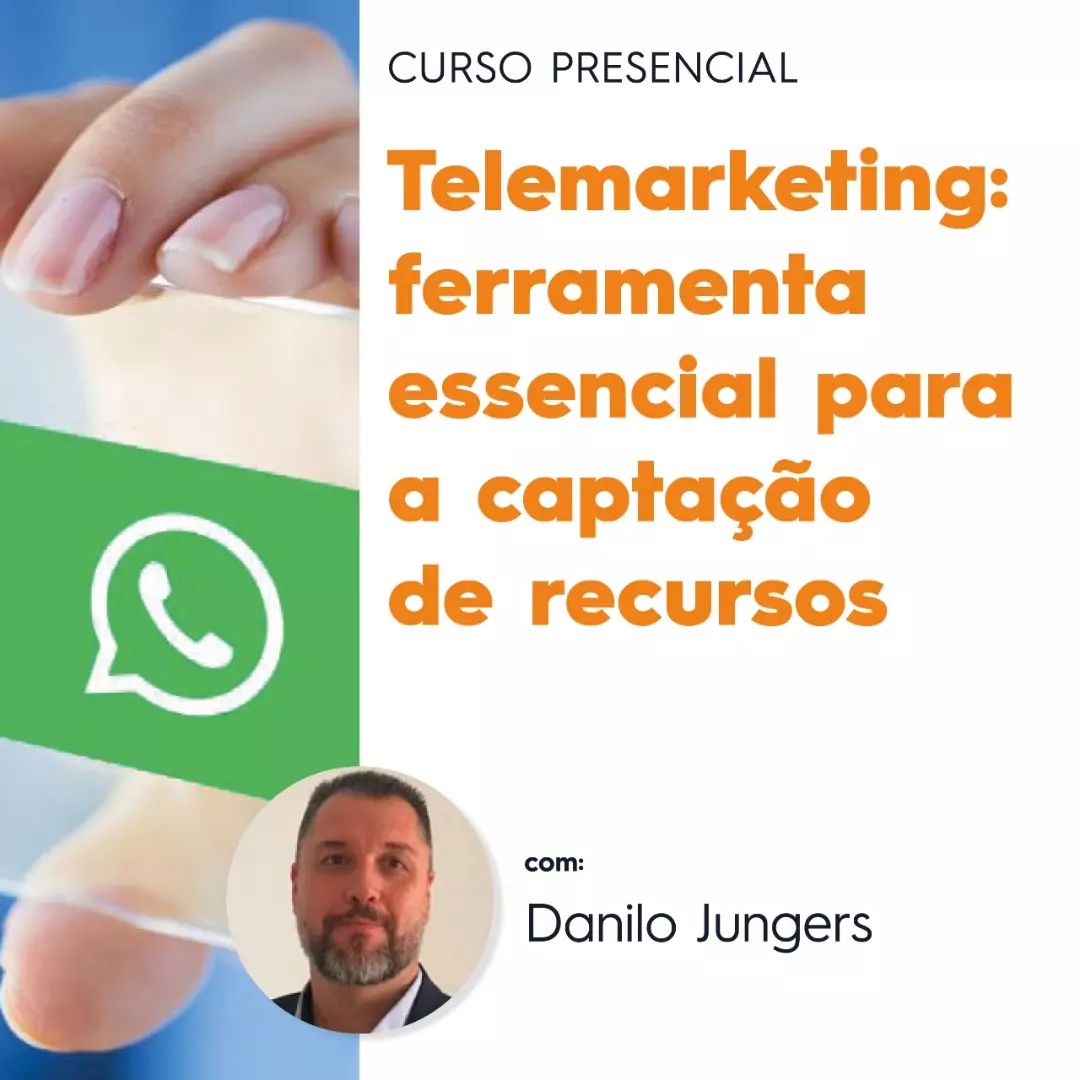 CURSO PRESENCIAL
Telemarketing:
ferramenta
essencial para
a captação
de recursos
com:
Danilo Jungers